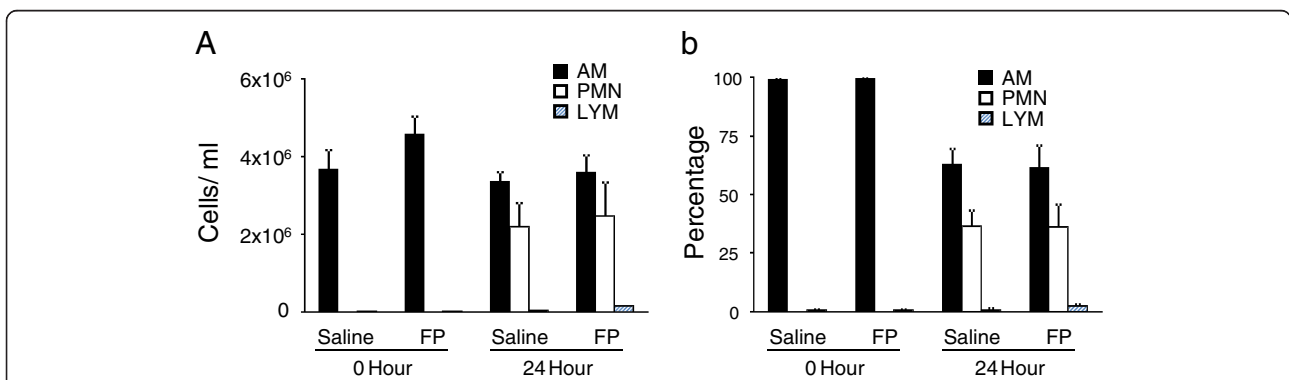 A
Cells/ ml
6x10⁶
4x10⁶
2x10⁶
0
AM
PMN
LYM
Saline FP Saline FP
0 Hour 24 Hour
b
Percentage
100
75
50
25
0
AM
PMN
LYM
Saline FP Saline FP
0 Hour 24 Hour